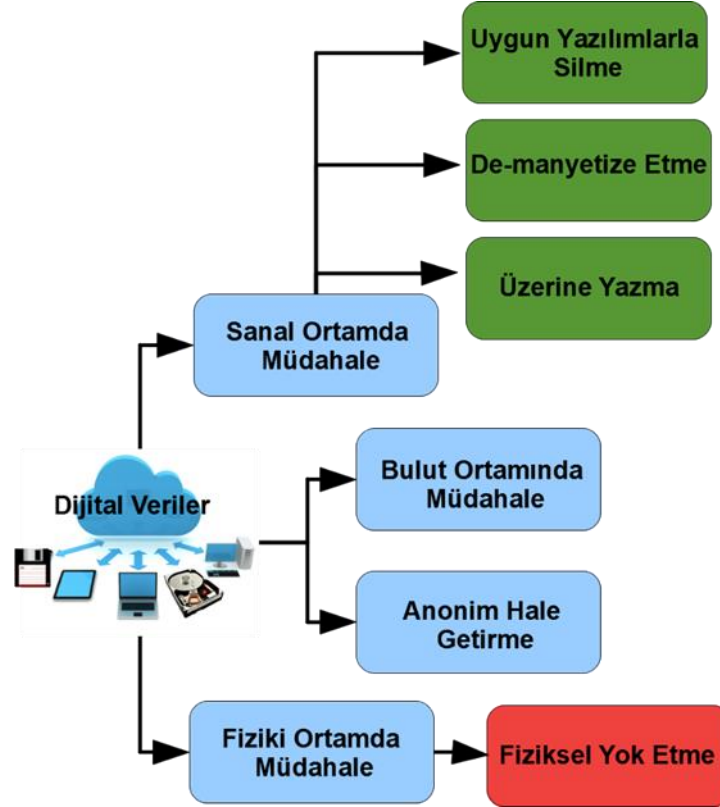 Uygun Yazılımlarla
Silme
De-manyetize Etme
Üzerine Yazma
Sanal Ortamda
Müdahale
Dijital Veriler
Bulut Ortamında
Müdahale
Anonim Hale
Getirme
Fiziki Ortamda
Müdahale
Fiziksel Yok Etme